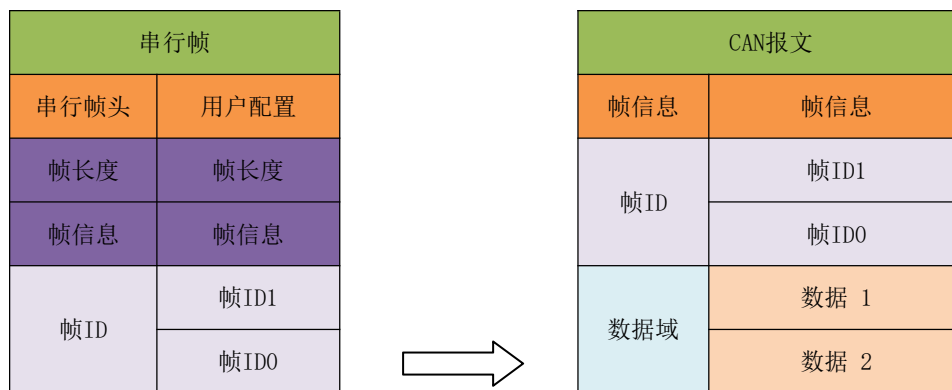 串行帧
串行帧头 用户配置
帧长度 帧长度
帧信息 帧信息
帧ID
帧ID1
帧ID0
CAN报文
帧信息 帧信息
帧ID
帧ID1
帧ID0
数据域
数据 1
数据 2